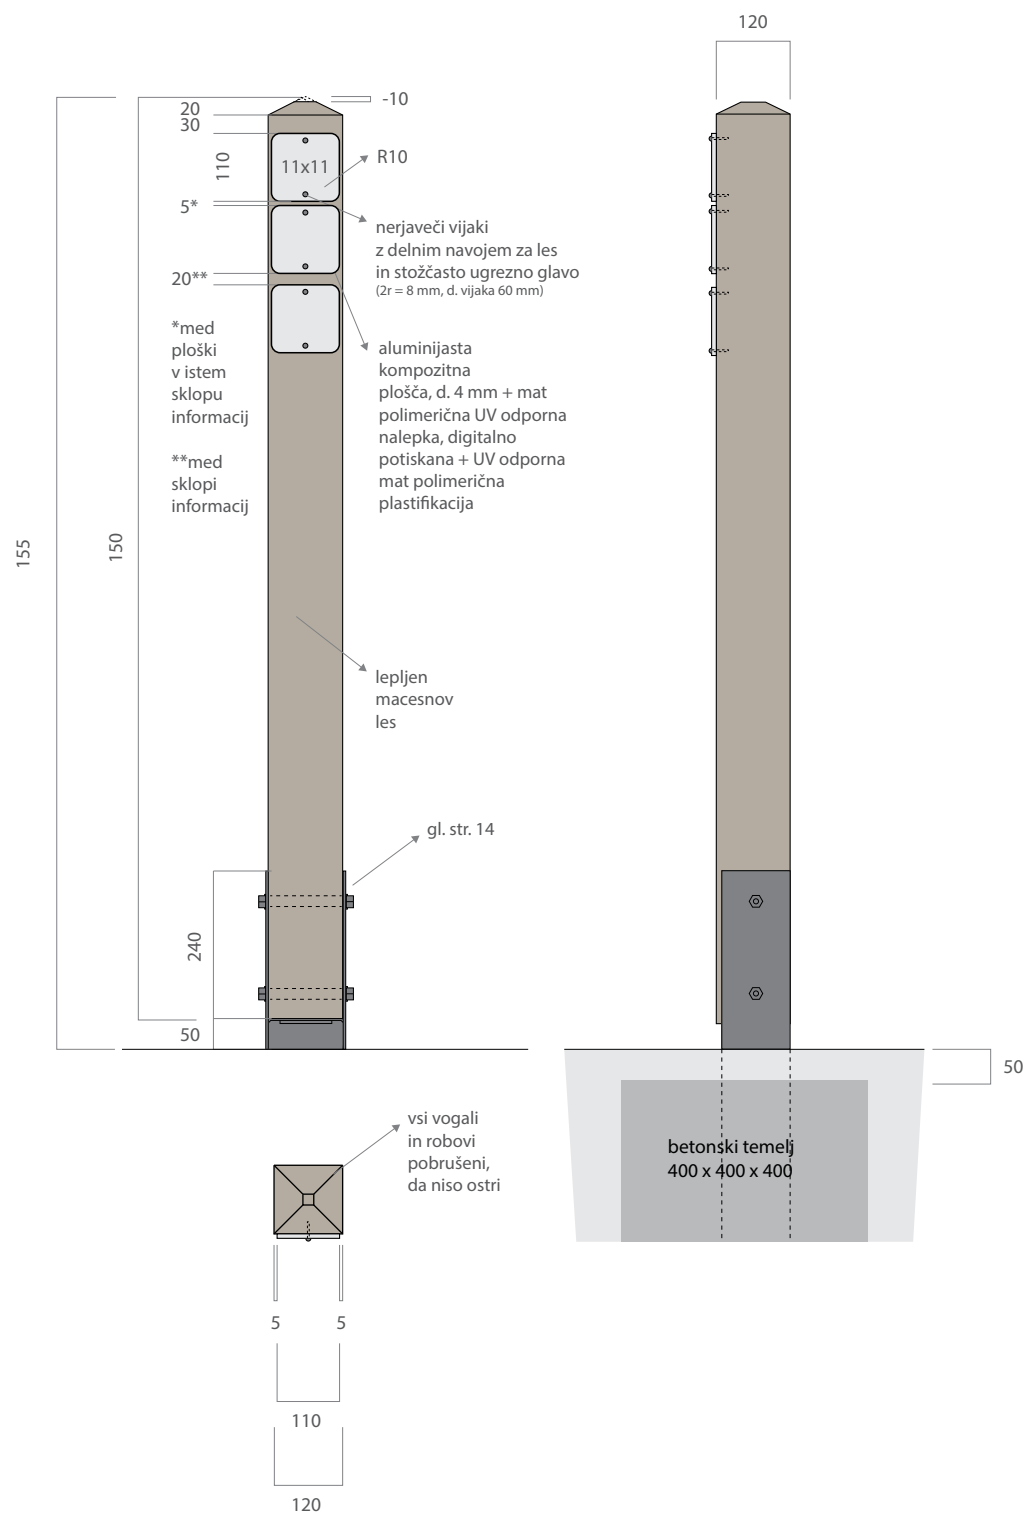 120
-10
20
30
110
11x11
R10
5*
nerjaveči vijaki
z delnim navojem za les
in stožčasto ugrezno glavo
(2r = 8 mm, d. vijaka 60 mm)
20**
*med
ploški
v istem
sklopu
informacij
**med
sklopi
informacij
aluminijasta
kompozitna
plošča, d. 4 mm + mat
polimerična UV odporna
nalepka, digitalno
potiskana + UV odporna
mat polimerična
plastifikacija
155
150
lepljen
macesnov
les
gl. str. 14
240
50
50
betonski temelj
400 x 400 x 400
vsi vogali
in robovi
pobrušeni,
da niso ostri
5
5
110
120